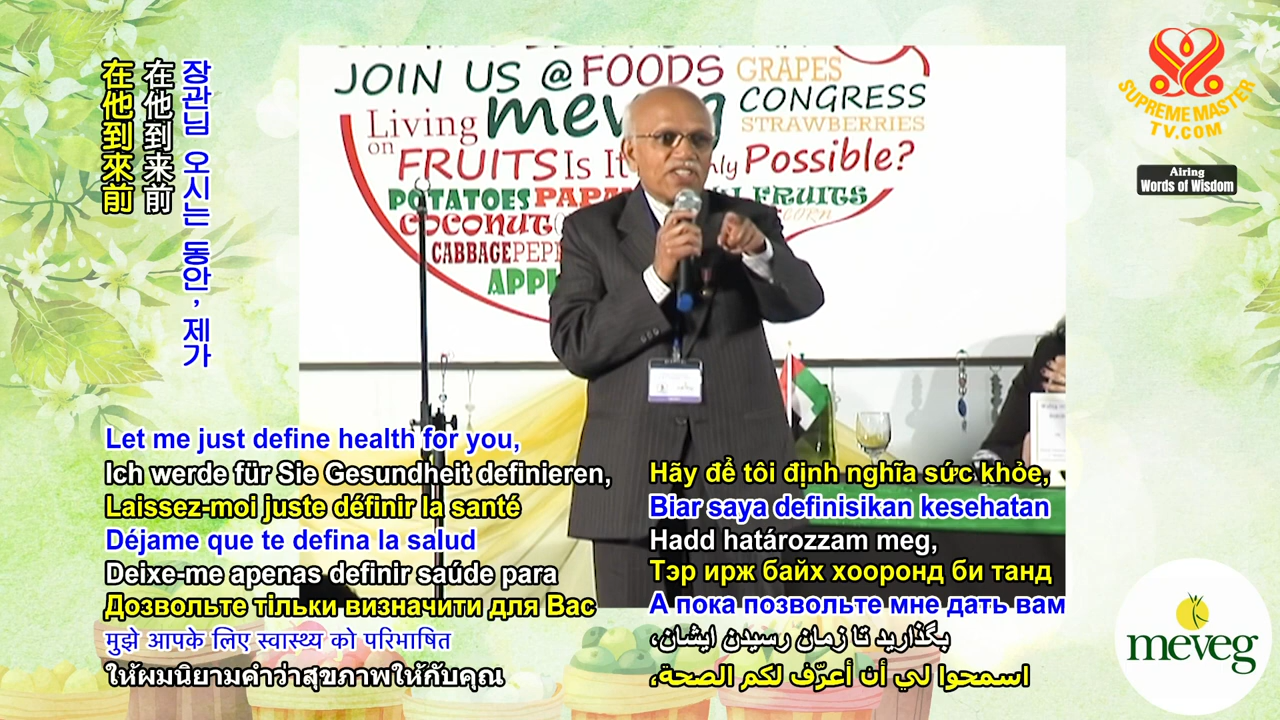 在他到來前
在他到来前
장관님 오시는 동안, 제가
JOIN US @ FOODS GRAPES
Living on meveg CONGRESS
STRAWBERRIES
FRUITS Is It Possible?
POTATOES FRUITS
COCONUT CORN
CABBAGE
SUPREME MASTER
TV.COM
Airing
Words of Wisdom
Let me just define health for you,
Ich werde für Sie Gesundheit definieren,
Laissez-moi juste définir la santé
Déjame que te defina la salud
Deixe-me apenas definir saúde para
Дозвольте тільки визначити для Вас
मुझे आपके लिए स्वास्थ्य को परिभाषित
ให้ผมนิยามคำว่าสุขภาพให้กับคุณ
Hãy để tôi định nghĩa sức khỏe,
Biar saya definisikan kesehatan
Hadd határozzam meg,
Тэр ирж байх хооронд би танд
А пока позвольте мне дать вам
بگذارید تا زمان رسیدن ایشان،
اسمحوا لي أن أعرّف لكم الصحة،
meveg